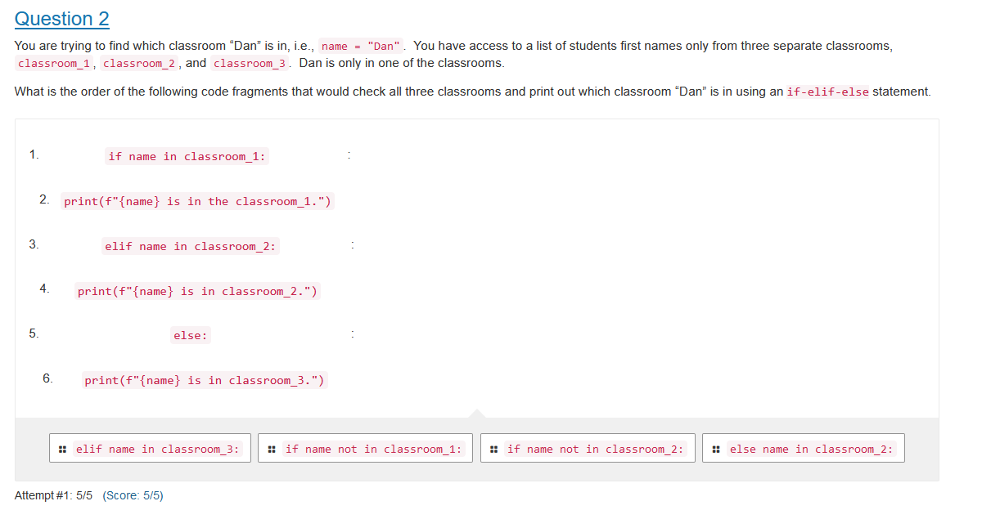 Question 2
You are trying to find which classroom “Dan” is in, i.e., name = "Dan". You have access to a list of students first names only from three separate classrooms,
classroom_1, classroom_2, and classroom_3. Dan is only in one of the classrooms.
What is the order of the following code fragments that would check all three classrooms and print out which classroom “Dan” is in using an if-elif-else statement.
1. if name in classroom_1: :
2. print(f"{name} is in the classroom_1.")
3. elif name in classroom_2: :
4. print(f"{name} is in classroom_2.")
5. else: :
6. print(f"{name} is in classroom_3.")
elif name in classroom_3: if name not in classroom_1: if name not in classroom_2: else name in classroom_2:
Attempt #1: 5/5 (Score: 5/5)